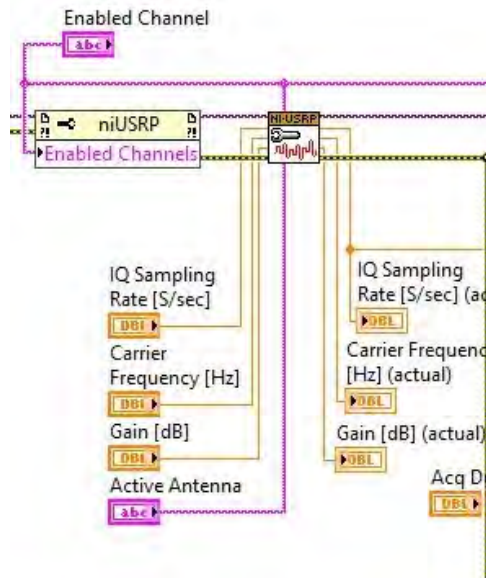 Enabled Channel
abc
niUSRP
NI-USRP
?!
?!
Enabled Channels
IQ Sampling
Rate [S/sec]
DBL
IQ Sampling
Rate [S/sec] (ac
DBL
Carrier
Frequency [Hz]
DBL
Carrier Frequenc
[Hz] (actual)
DBL
Gain [dB]
DBL
Gain [dB] (actual)
DBL
Active Antenna
abc
Acq D
DBL